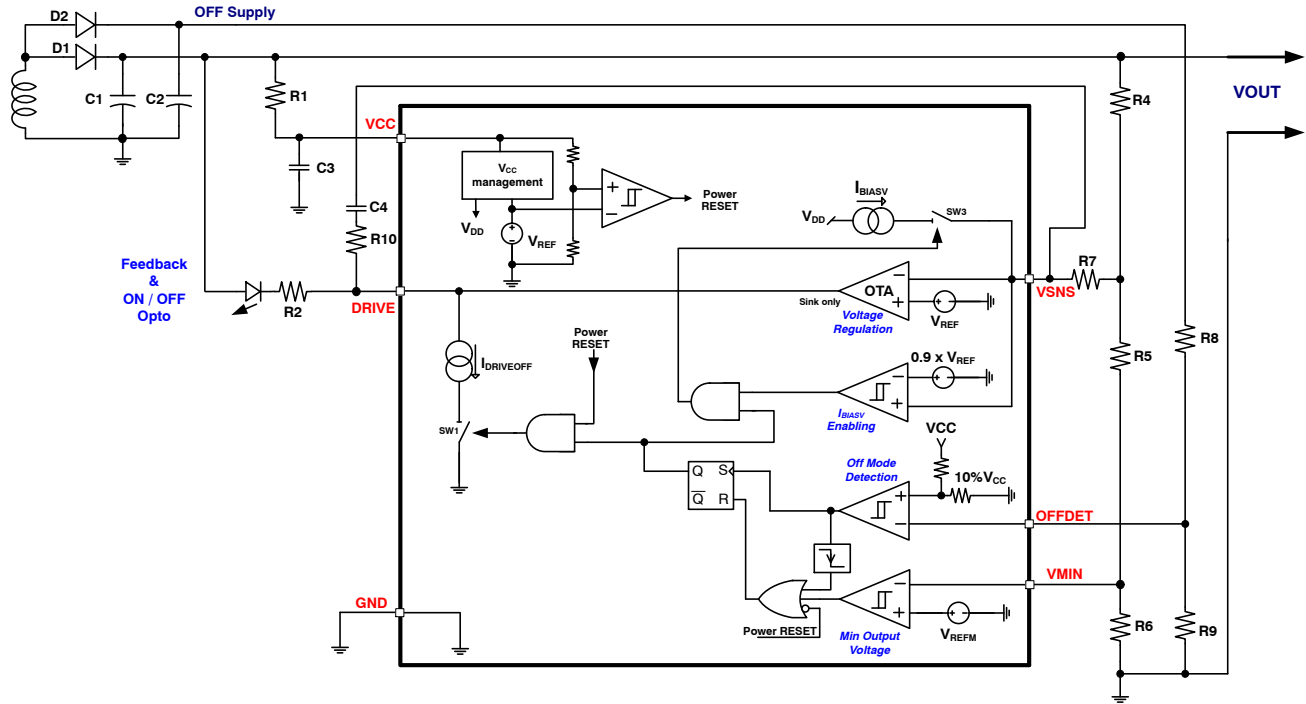 D2
OFF Supply
D1
C1
C2
R1
R4
VOUT
VCC
C3
VCC
management
VDD
VREF
Power
RESET
C4
R10
IBIASV
VDD
SW3
Feedback
&
ON / OFF
Opto
R2
DRIVE
OTA
Sink only
Voltage
Regulation
VREF
VSNS
R7
IDRIVEOFF
Power
RESET
0.9 x VREF
R5
R8
SW1
IBIASV
Enabling
VCC
Off Mode
Detection
10%VCC
Q
S
Q
R
OFFDET
VMIN
GND
Power RESET
Min Output
Voltage
VREFM
R6
R9